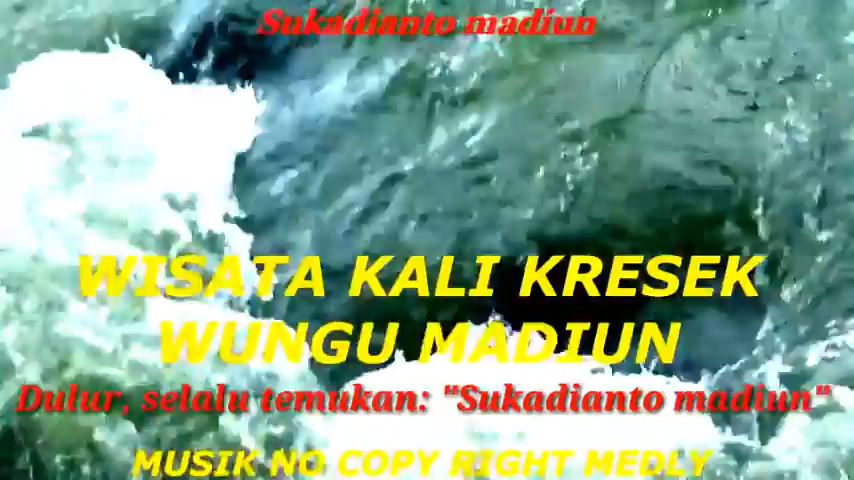 Sukadianto madiun
WISATA KALI KRESEK
WUNGU MADIUN
Dulur, selalu temukan: "Sukadianto madiun"
MUSIK NO COPY RIGHT MEDLY